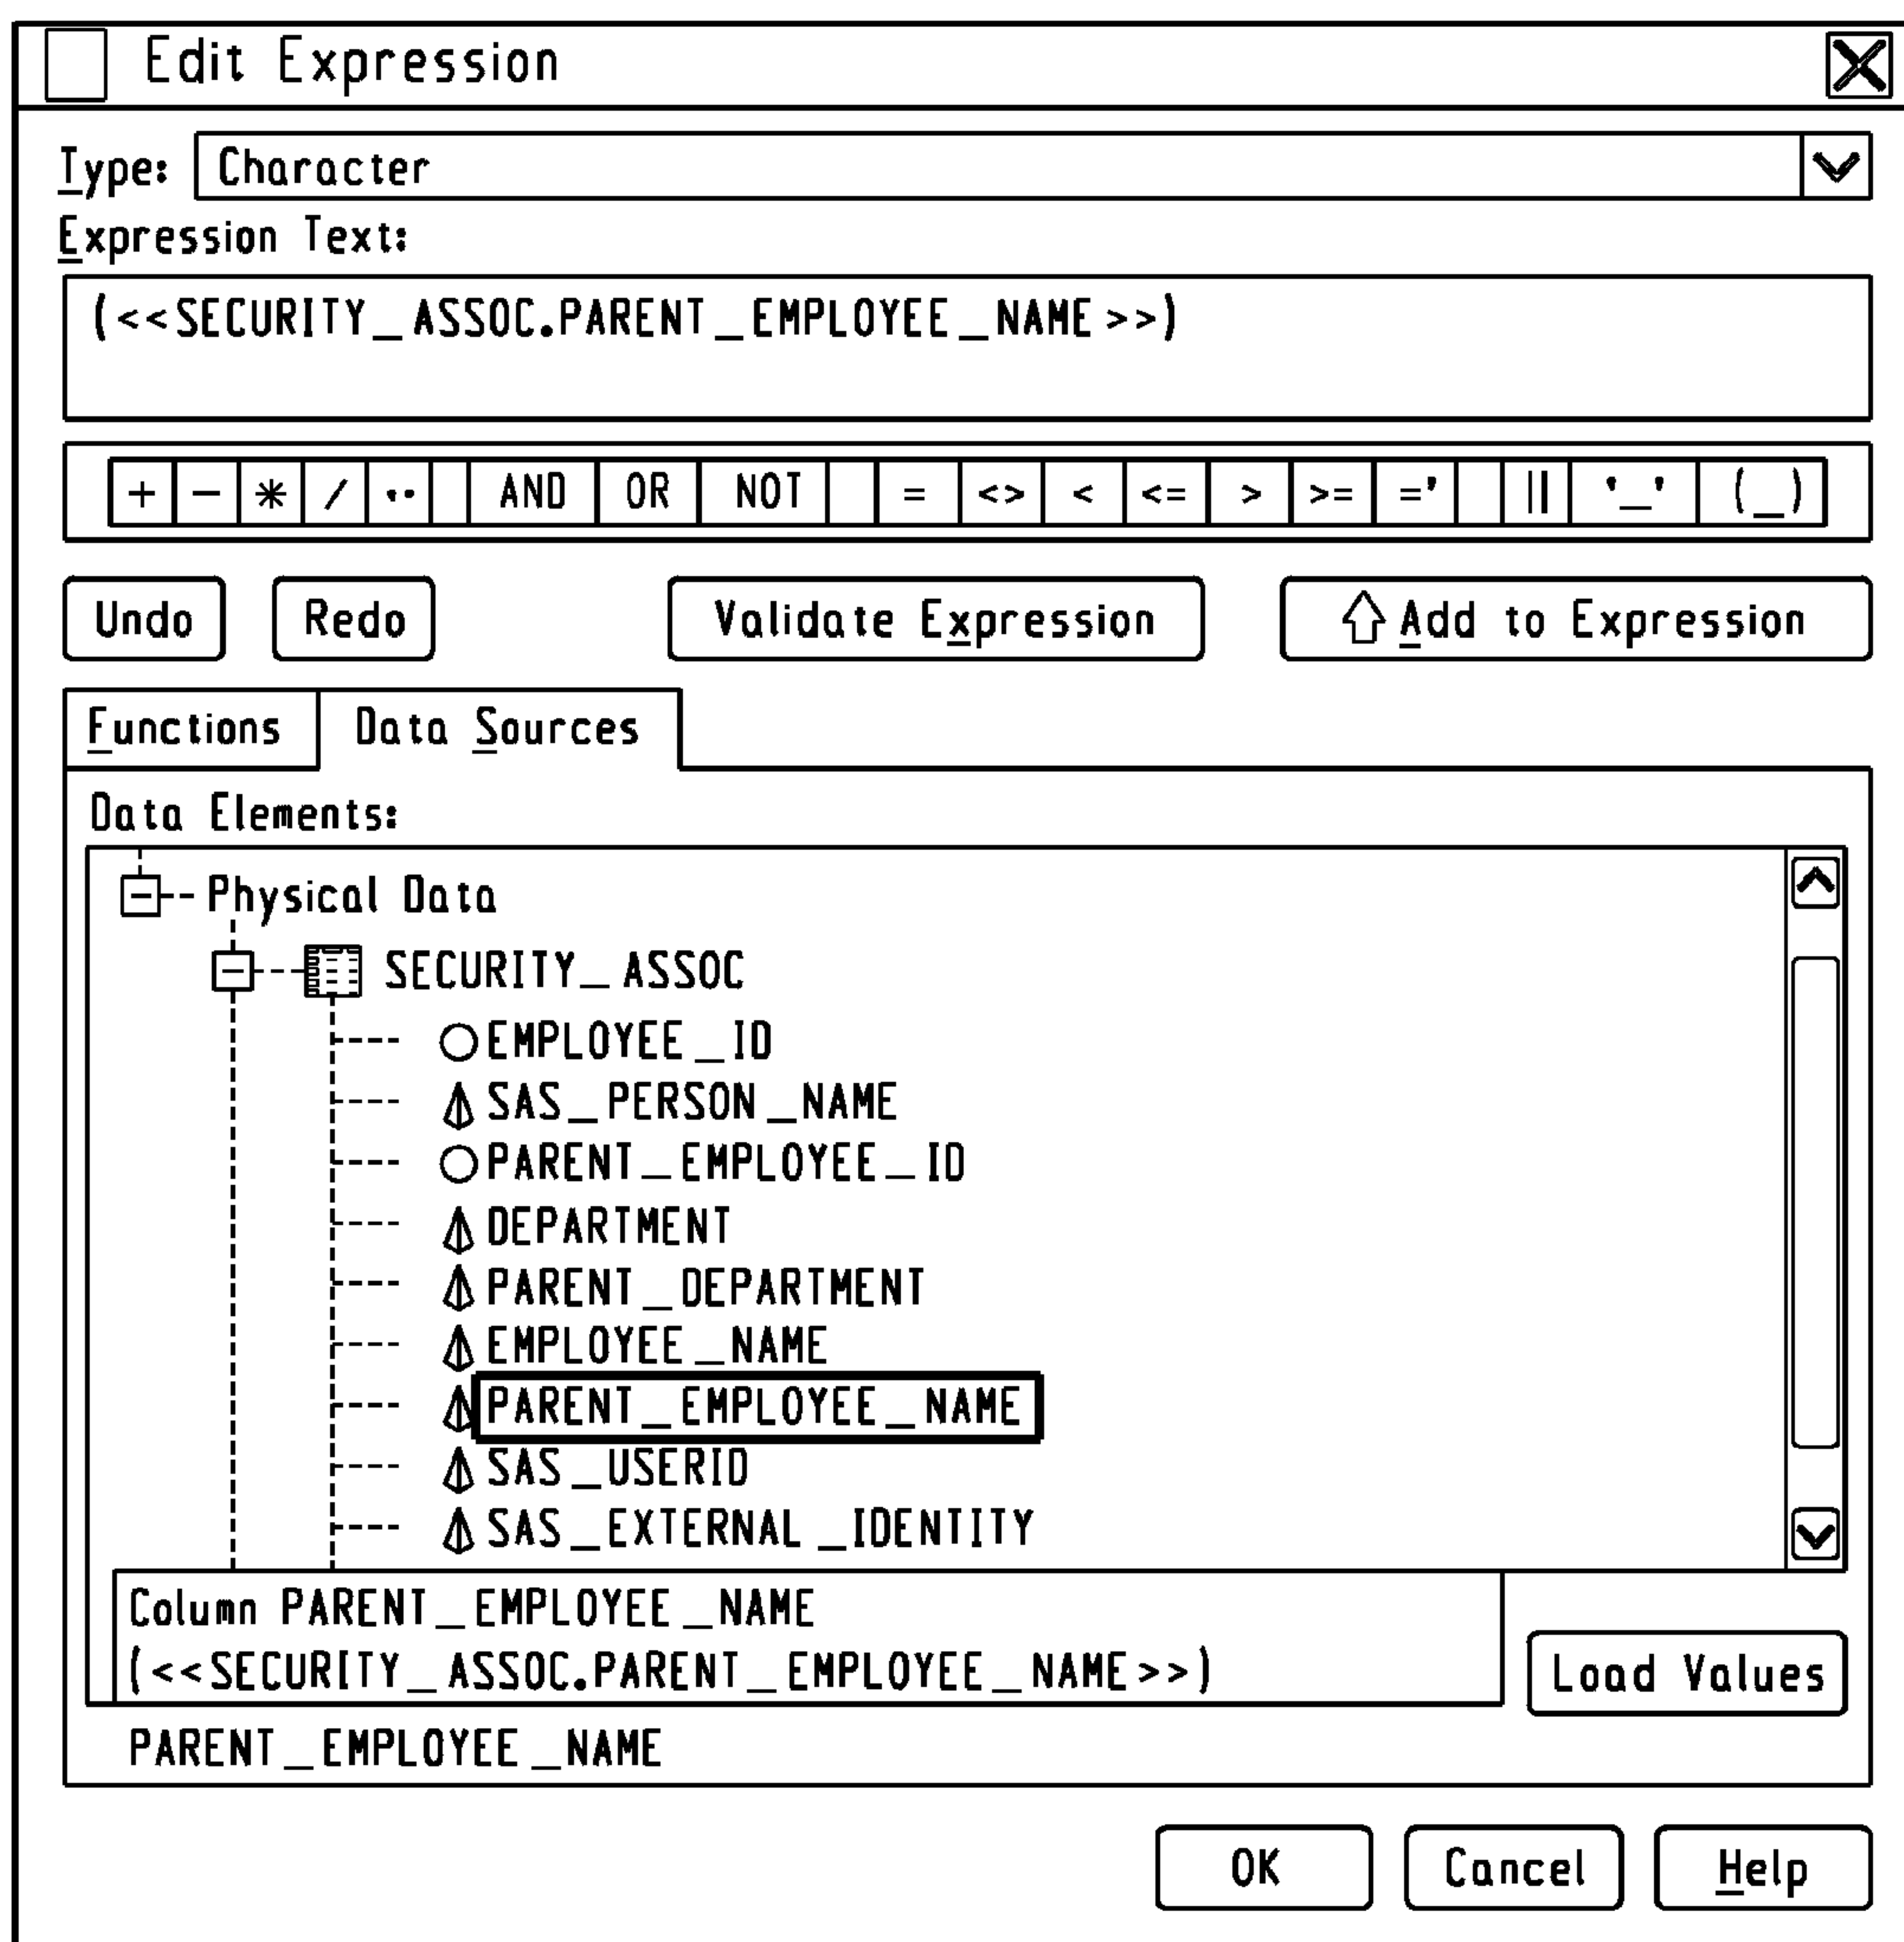 Edit Expression
Type: Character
Expression Text:
(<<SECURITY_ASSOC.PARENT_EMPLOYEE_NAME>>)
+ - * / .. AND OR NOT = <> < <= > >= =' || '_' (_)
Undo Redo Validate Expression Add to Expression
Functions Data Sources
Data Elements:
Physical Data
SECURITY_ASSOC
EMPLOYEE_ID
SAS_PERSON_NAME
PARENT_EMPLOYEE_ID
DEPARTMENT
PARENT_DEPARTMENT
EMPLOYEE_NAME
PARENT_EMPLOYEE_NAME
SAS_USERID
SAS_EXTERNAL_IDENTITY
Column PARENT_EMPLOYEE_NAME
(<<SECURITY_ASSOC.PARENT_EMPLOYEE_NAME>>)
Load Values
PARENT_EMPLOYEE_NAME
OK Cancel Help